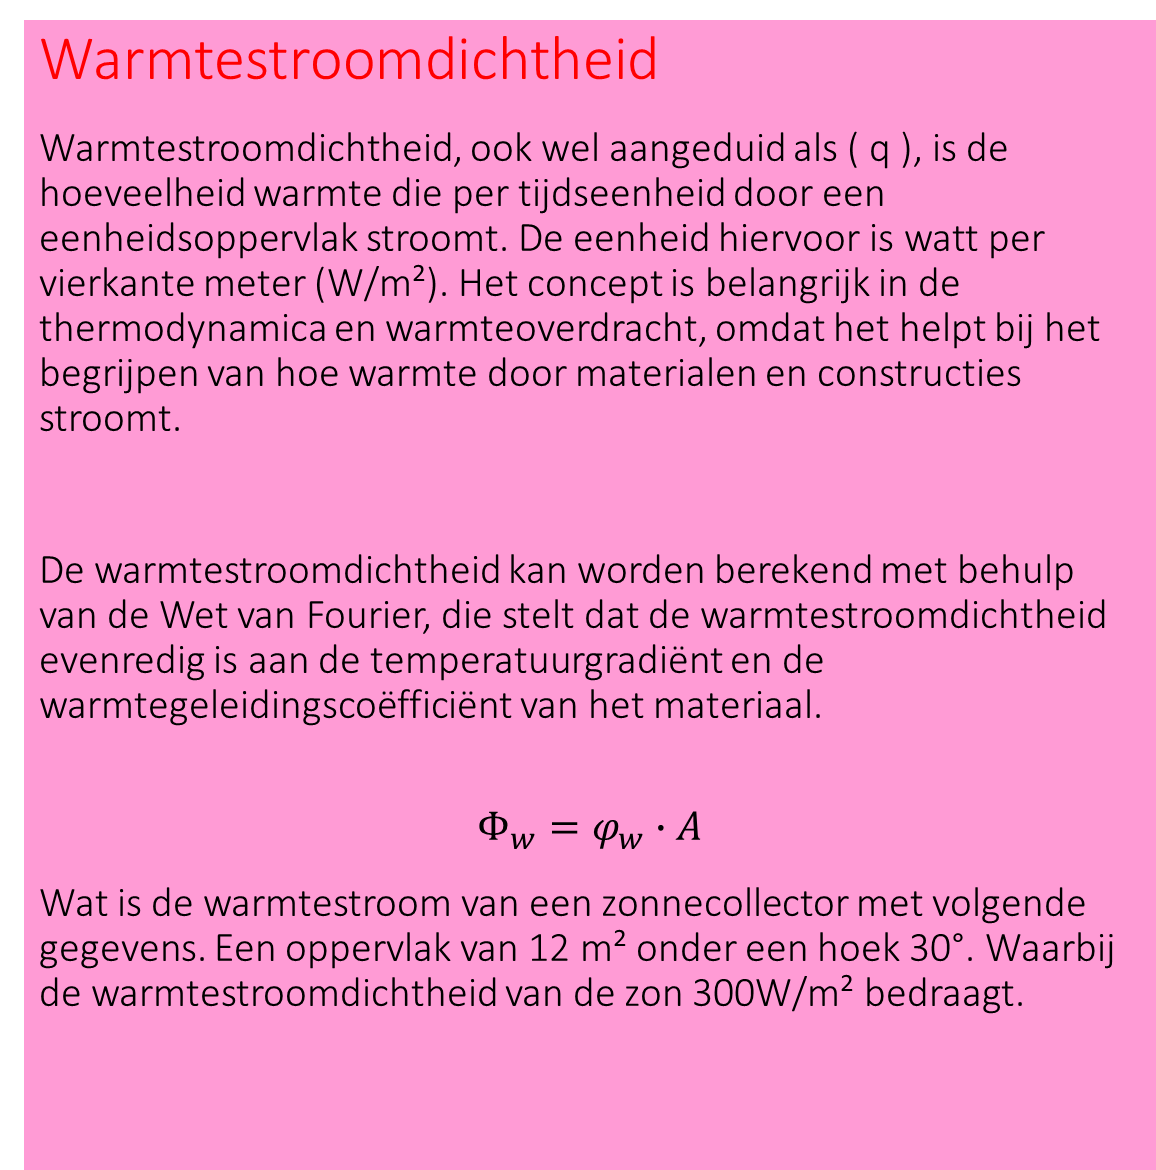 Warmtestroomdichtheid
Warmtestroomdichtheid, ook wel aangeduid als ( q ), is de
hoeveelheid warmte die per tijdseenheid door een
eenheidsoppervlak stroomt. De eenheid hiervoor is watt per
vierkante meter (W/m²). Het concept is belangrijk in de
thermodynamica en warmteoverdracht, omdat het helpt bij het
begrijpen van hoe warmte door materialen en constructies
stroomt.
De warmtestroomdichtheid kan worden berekend met behulp
van de Wet van Fourier, die stelt dat de warmtestroomdichtheid
evenredig is aan de temperatuurgradiënt en de
warmtegeleidingscoëfficiënt van het materiaal.
Φ_w = φ_w · A
Wat is de warmtestroom van een zonnecollector met volgende
gegevens. Een oppervlak van 12 m² onder een hoek 30°. Waarbij
de warmtestroomdichtheid van de zon 300W/m² bedraagt.